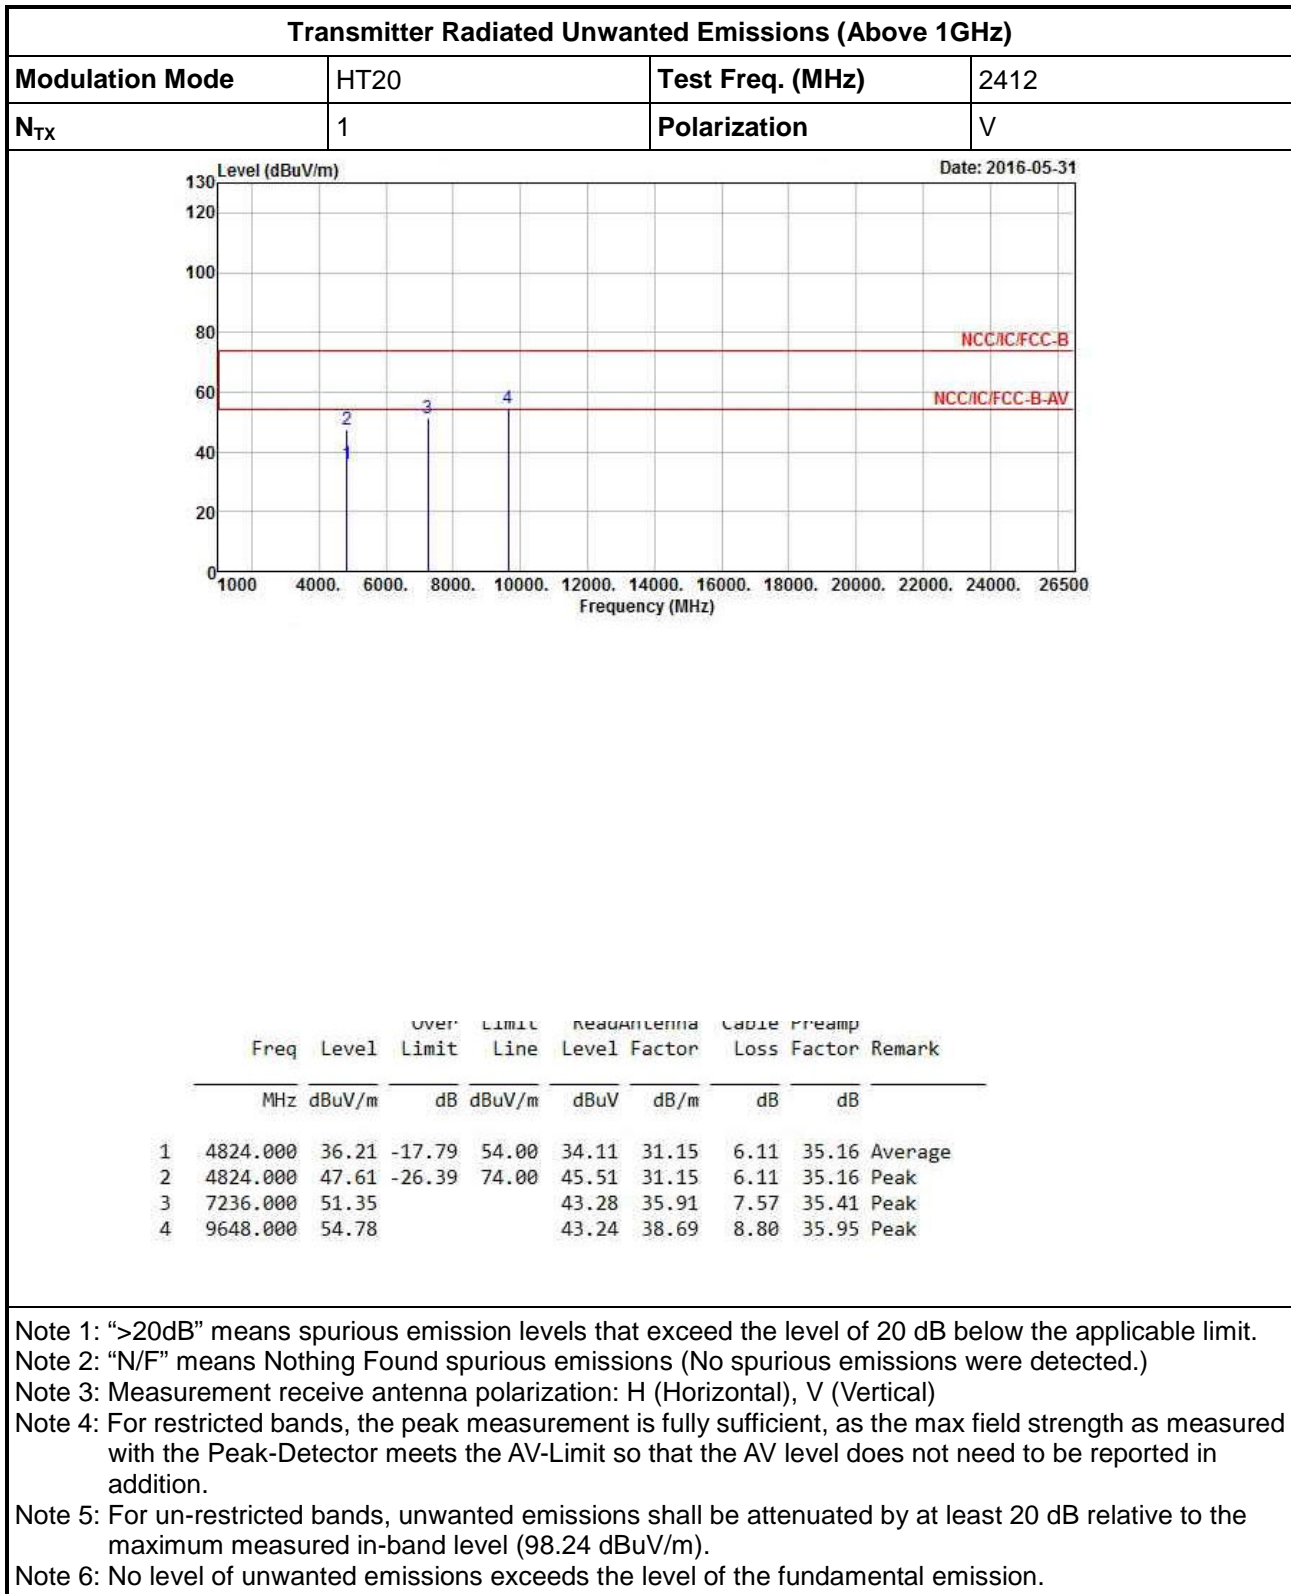 Transmitter Radiated Unwanted Emissions (Above 1GHz)
Modulation Mode HT20 Test Freq. (MHz) 2412
NTX 1 Polarization V
Level (dBuV/m) Date: 2016-05-31
130
120
100
80
NCC/IC/FCC-B
60
4
NCC/IC/FCC-B-AV
3
2
40
1
20
0
1000 4000. 6000. 8000. 10000. 12000. 14000. 16000. 18000. 20000. 22000. 24000. 26500
Frequency (MHz)
Over Limit ReadAntenna Cable Preamp
Freq Level Limit Line Level Factor Loss Factor Remark
MHz dBuV/m dB dBuV/m dBuV dB/m dB dB
1 4824.000 36.21 -17.79 54.00 34.11 31.15 6.11 35.16 Average
2 4824.000 47.61 -26.39 74.00 45.51 31.15 6.11 35.16 Peak
3 7236.000 51.35 43.28 35.91 7.57 35.41 Peak
4 9648.000 54.78 43.24 38.69 8.80 35.95 Peak
Note 1: “>20dB” means spurious emission levels that exceed the level of 20 dB below the applicable limit.
Note 2: “N/F” means Nothing Found spurious emissions (No spurious emissions were detected.)
Note 3: Measurement receive antenna polarization: H (Horizontal), V (Vertical)
Note 4: For restricted bands, the peak measurement is fully sufficient, as the max field strength as measured
with the Peak-Detector meets the AV-Limit so that the AV level does not need to be reported in
addition.
Note 5: For un-restricted bands, unwanted emissions shall be attenuated by at least 20 dB relative to the
maximum measured in-band level (98.24 dBuV/m).
Note 6: No level of unwanted emissions exceeds the level of the fundamental emission.